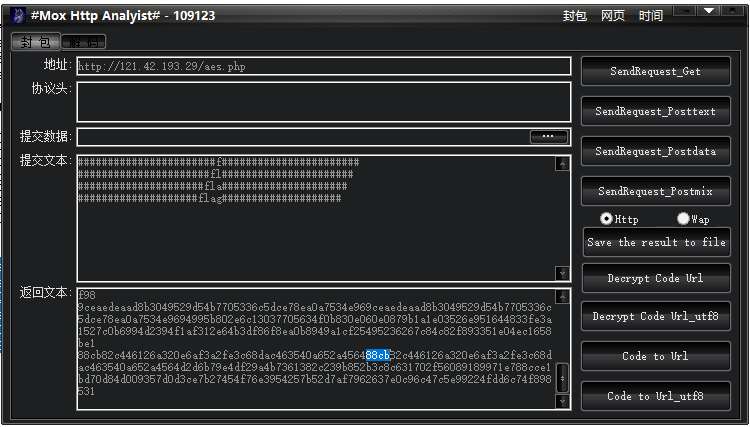 #Mox Http Analyist# - 109123
封包 网页 时间
封 包
解 码
地址:
http://121.42.193.29/aes.php
协议头:
提交数据:
...
提交文本:
#######################f#######################
######################fl######################
#####################fla#####################
####################flag####################
返回文本:
f98
9ceaedeaad8b3049529d54b7705336c5dce78ea0a7534e969ceaedeaad8b3049529d54b7705336c
5dce78ea0a7534e9694995b802e6c13037705634f0b830e060e0879b1a1e03526e951644833fe3a
1527c0b6994d2394f1af312e64b3df86f8ea0b8949a1cf25495236267c84c82f893351e04ec1658
be1
88cb82c446126a320e6af3a2fe3c68dac463540a652a456488cb82c446126a320e6af3a2fe3c68d
ac463540a652a4564d2d6b79e4df29a4b7361382c239b852b3c8c631702f56089189971e788cce1
bd70d84d009357d0d3ce7b27454f76e3954257b52d7af7962637e0c96c47c5e99224fdd6c74f898
531
SendRequest_Get
SendRequest_Posttext
SendRequest_Postdata
SendRequest_Postmix
Http
Wap
Save the result to file
Decrypt Code Url
Decrypt Code Url_utf8
Code to Url
Code to Url_utf8